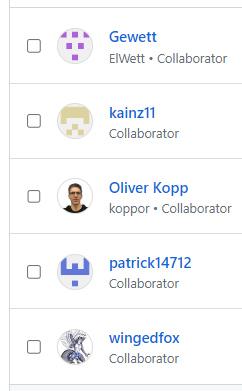 Gewett
ElWett • Collaborator
kainz11
Collaborator
Oliver Kopp
koppor • Collaborator
patrick14712
Collaborator
wingedfox
Collaborator